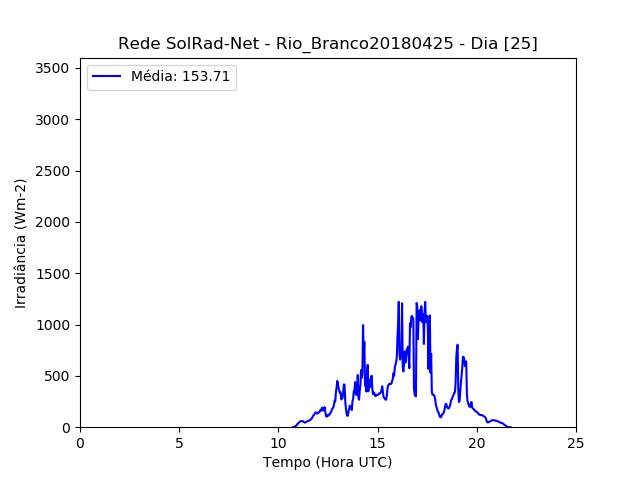 Rede SolRad-Net - Rio_Branco20180425 - Dia [25]
Média: 153.71
3500
3000
2500
2000
1500
1000
500
0
Irradiância (Wm-2)
0 5 10 15 20 25
Tempo (Hora UTC)